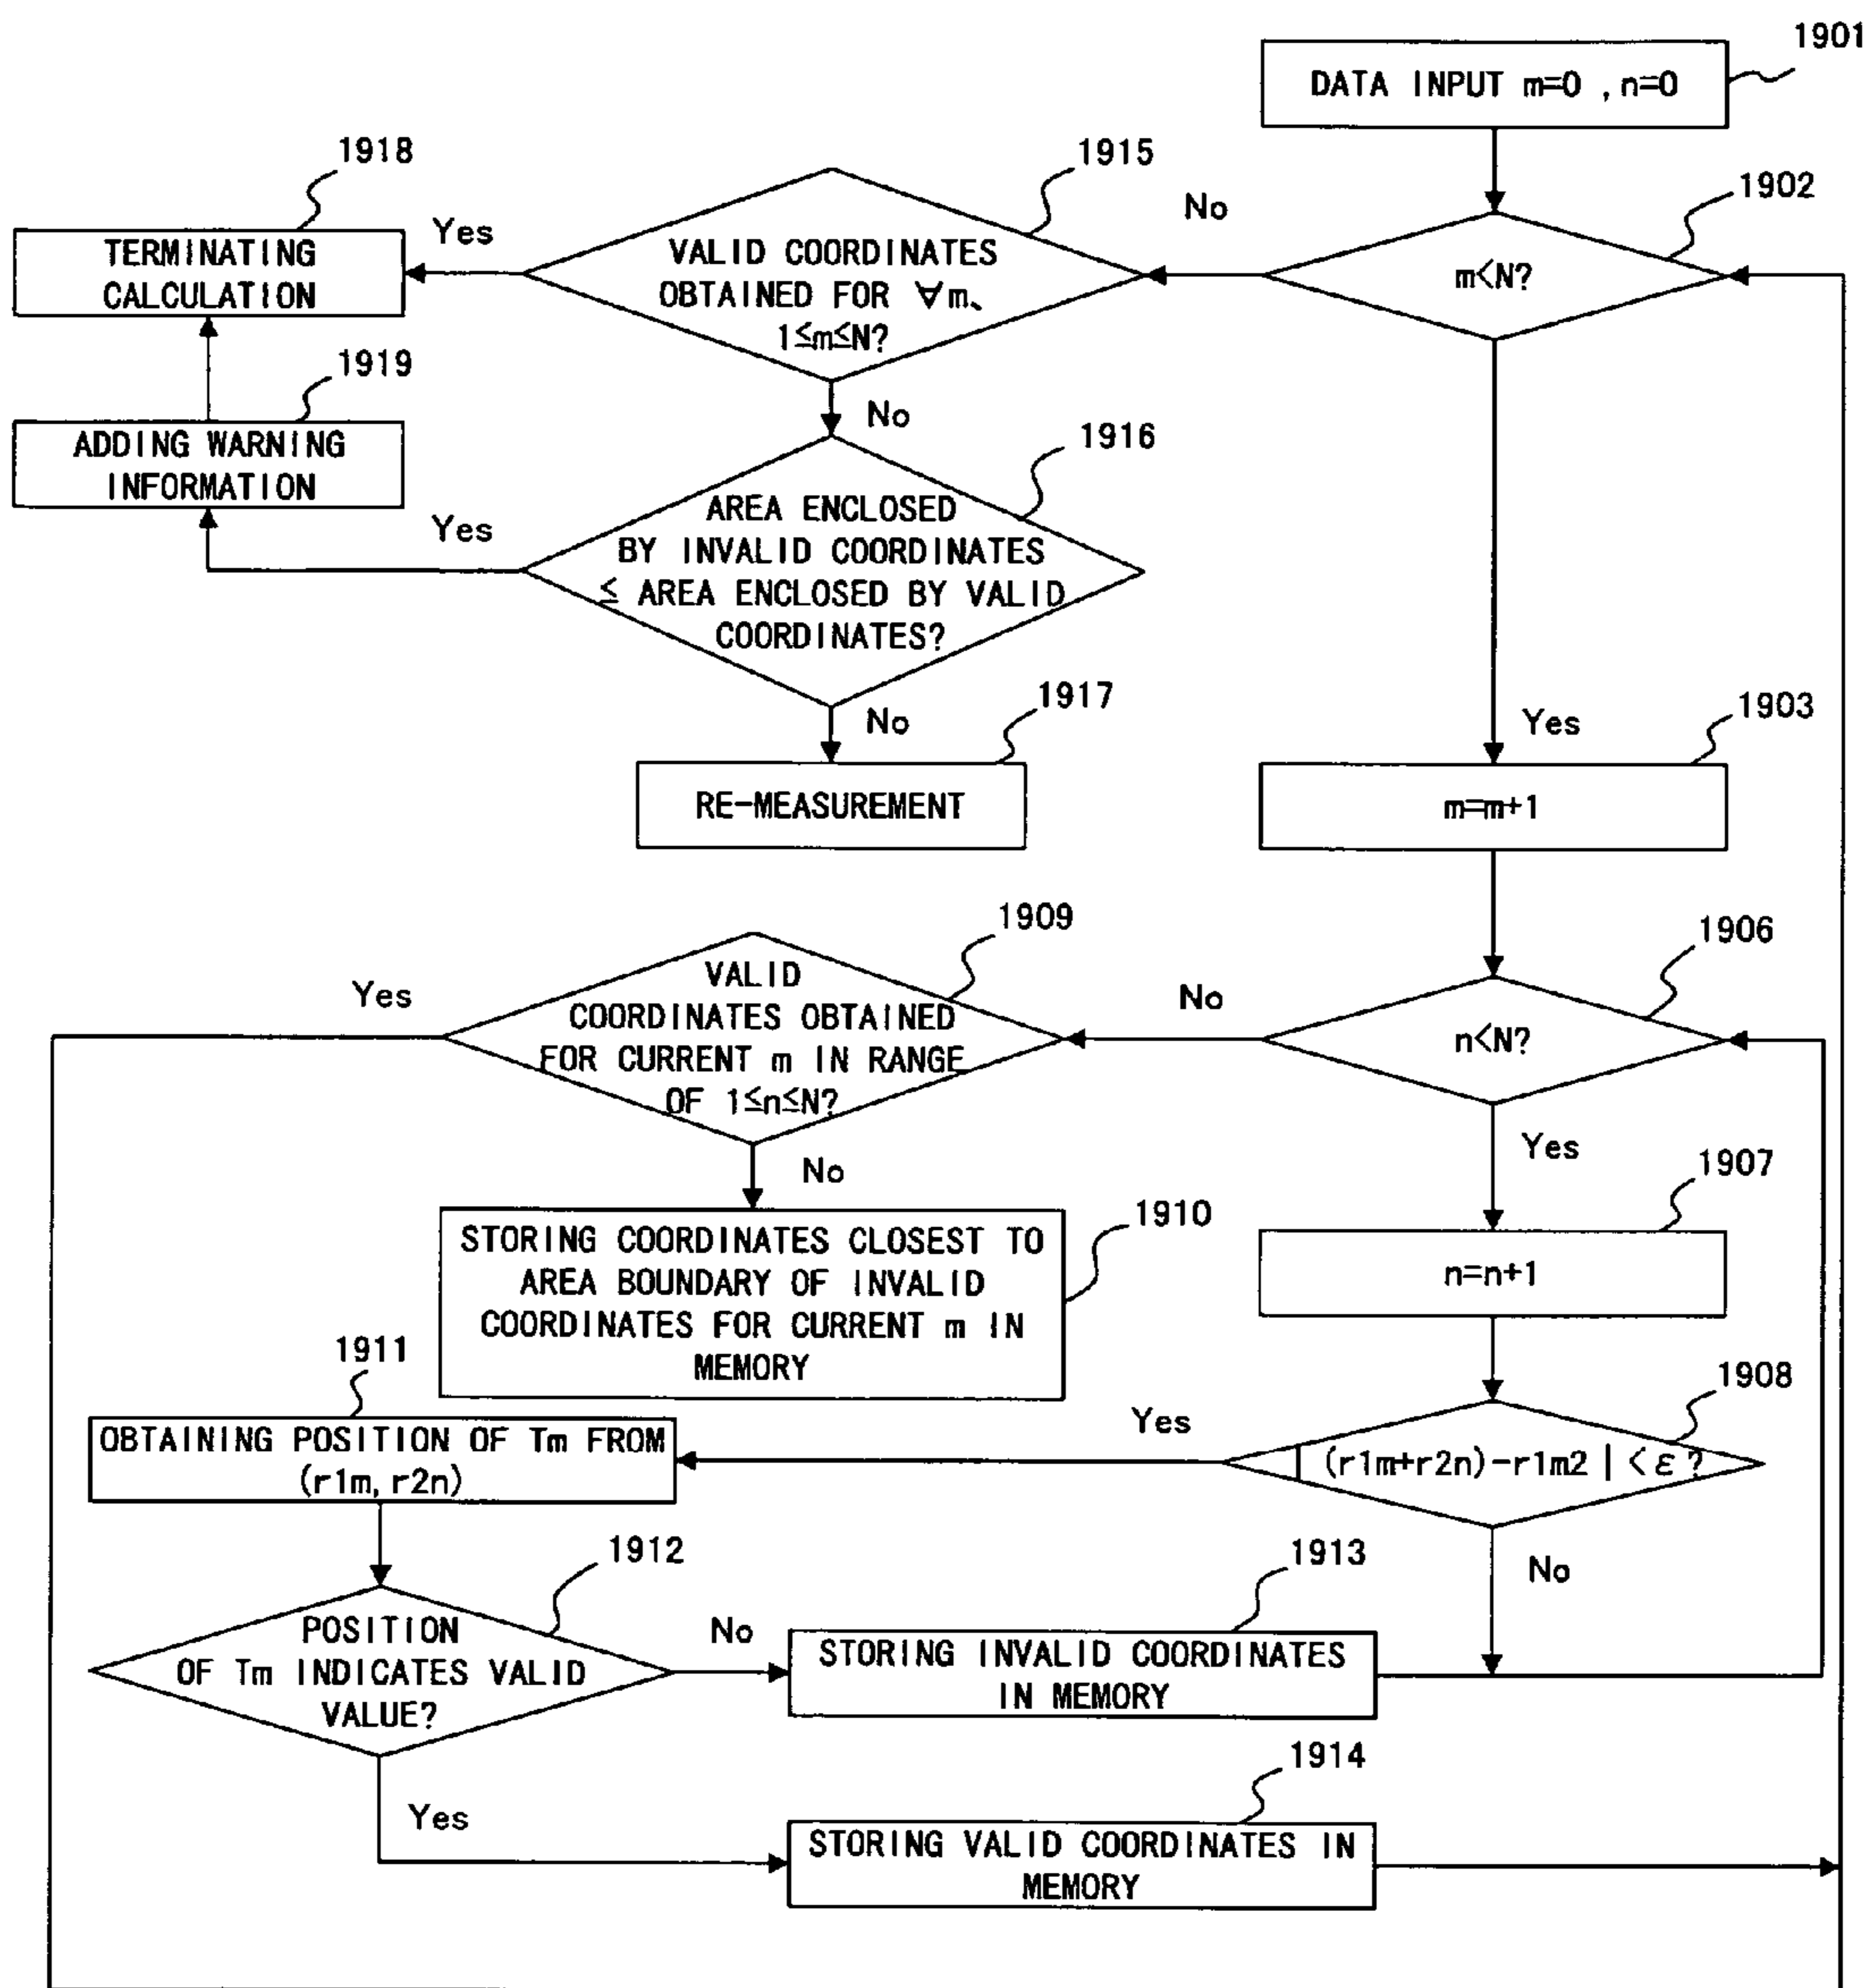 1901
DATA INPUT m=0 ,n=0
1918
1915
1902
No
Yes
TERMINATING
CALCULATION
VALID COORDINATES
OBTAINED FOR ∀m、
1≤m≤N?
m<N?
1919
No
1916
ADDING WARNING
INFORMATION
Yes
AREA ENCLOSED
BY INVALID COORDINATES
≤ AREA ENCLOSED BY VALID
COORDINATES?
1917
No
1903
Yes
RE-MEASUREMENT
m=m+1
1909
1906
Yes
VALID
COORDINATES OBTAINED
FOR CURRENT m IN RANGE
OF 1≤n≤N?
No
n<N?
Yes
1907
No
1910
STORING COORDINATES CLOSEST TO
AREA BOUNDARY OF INVALID
COORDINATES FOR CURRENT m IN
MEMORY
n=n+1
1911
1908
Yes
OBTAINING POSITION OF Tm FROM
(r1m, r2n)
| (r1m+r2n)-r1m2 | < ε ?
1912
1913
No
POSITION
OF Tm INDICATES VALID
VALUE?
No
STORING INVALID COORDINATES
IN MEMORY
1914
Yes
STORING VALID COORDINATES IN
MEMORY